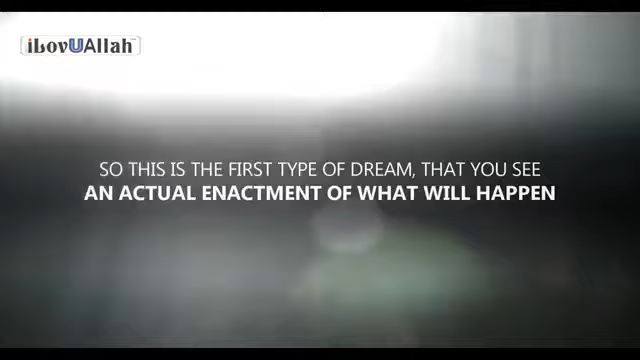 iLovUAllah
SO THIS IS THE FIRST TYPE OF DREAM, THAT YOU SEE
AN ACTUAL ENACTMENT OF WHAT WILL HAPPEN